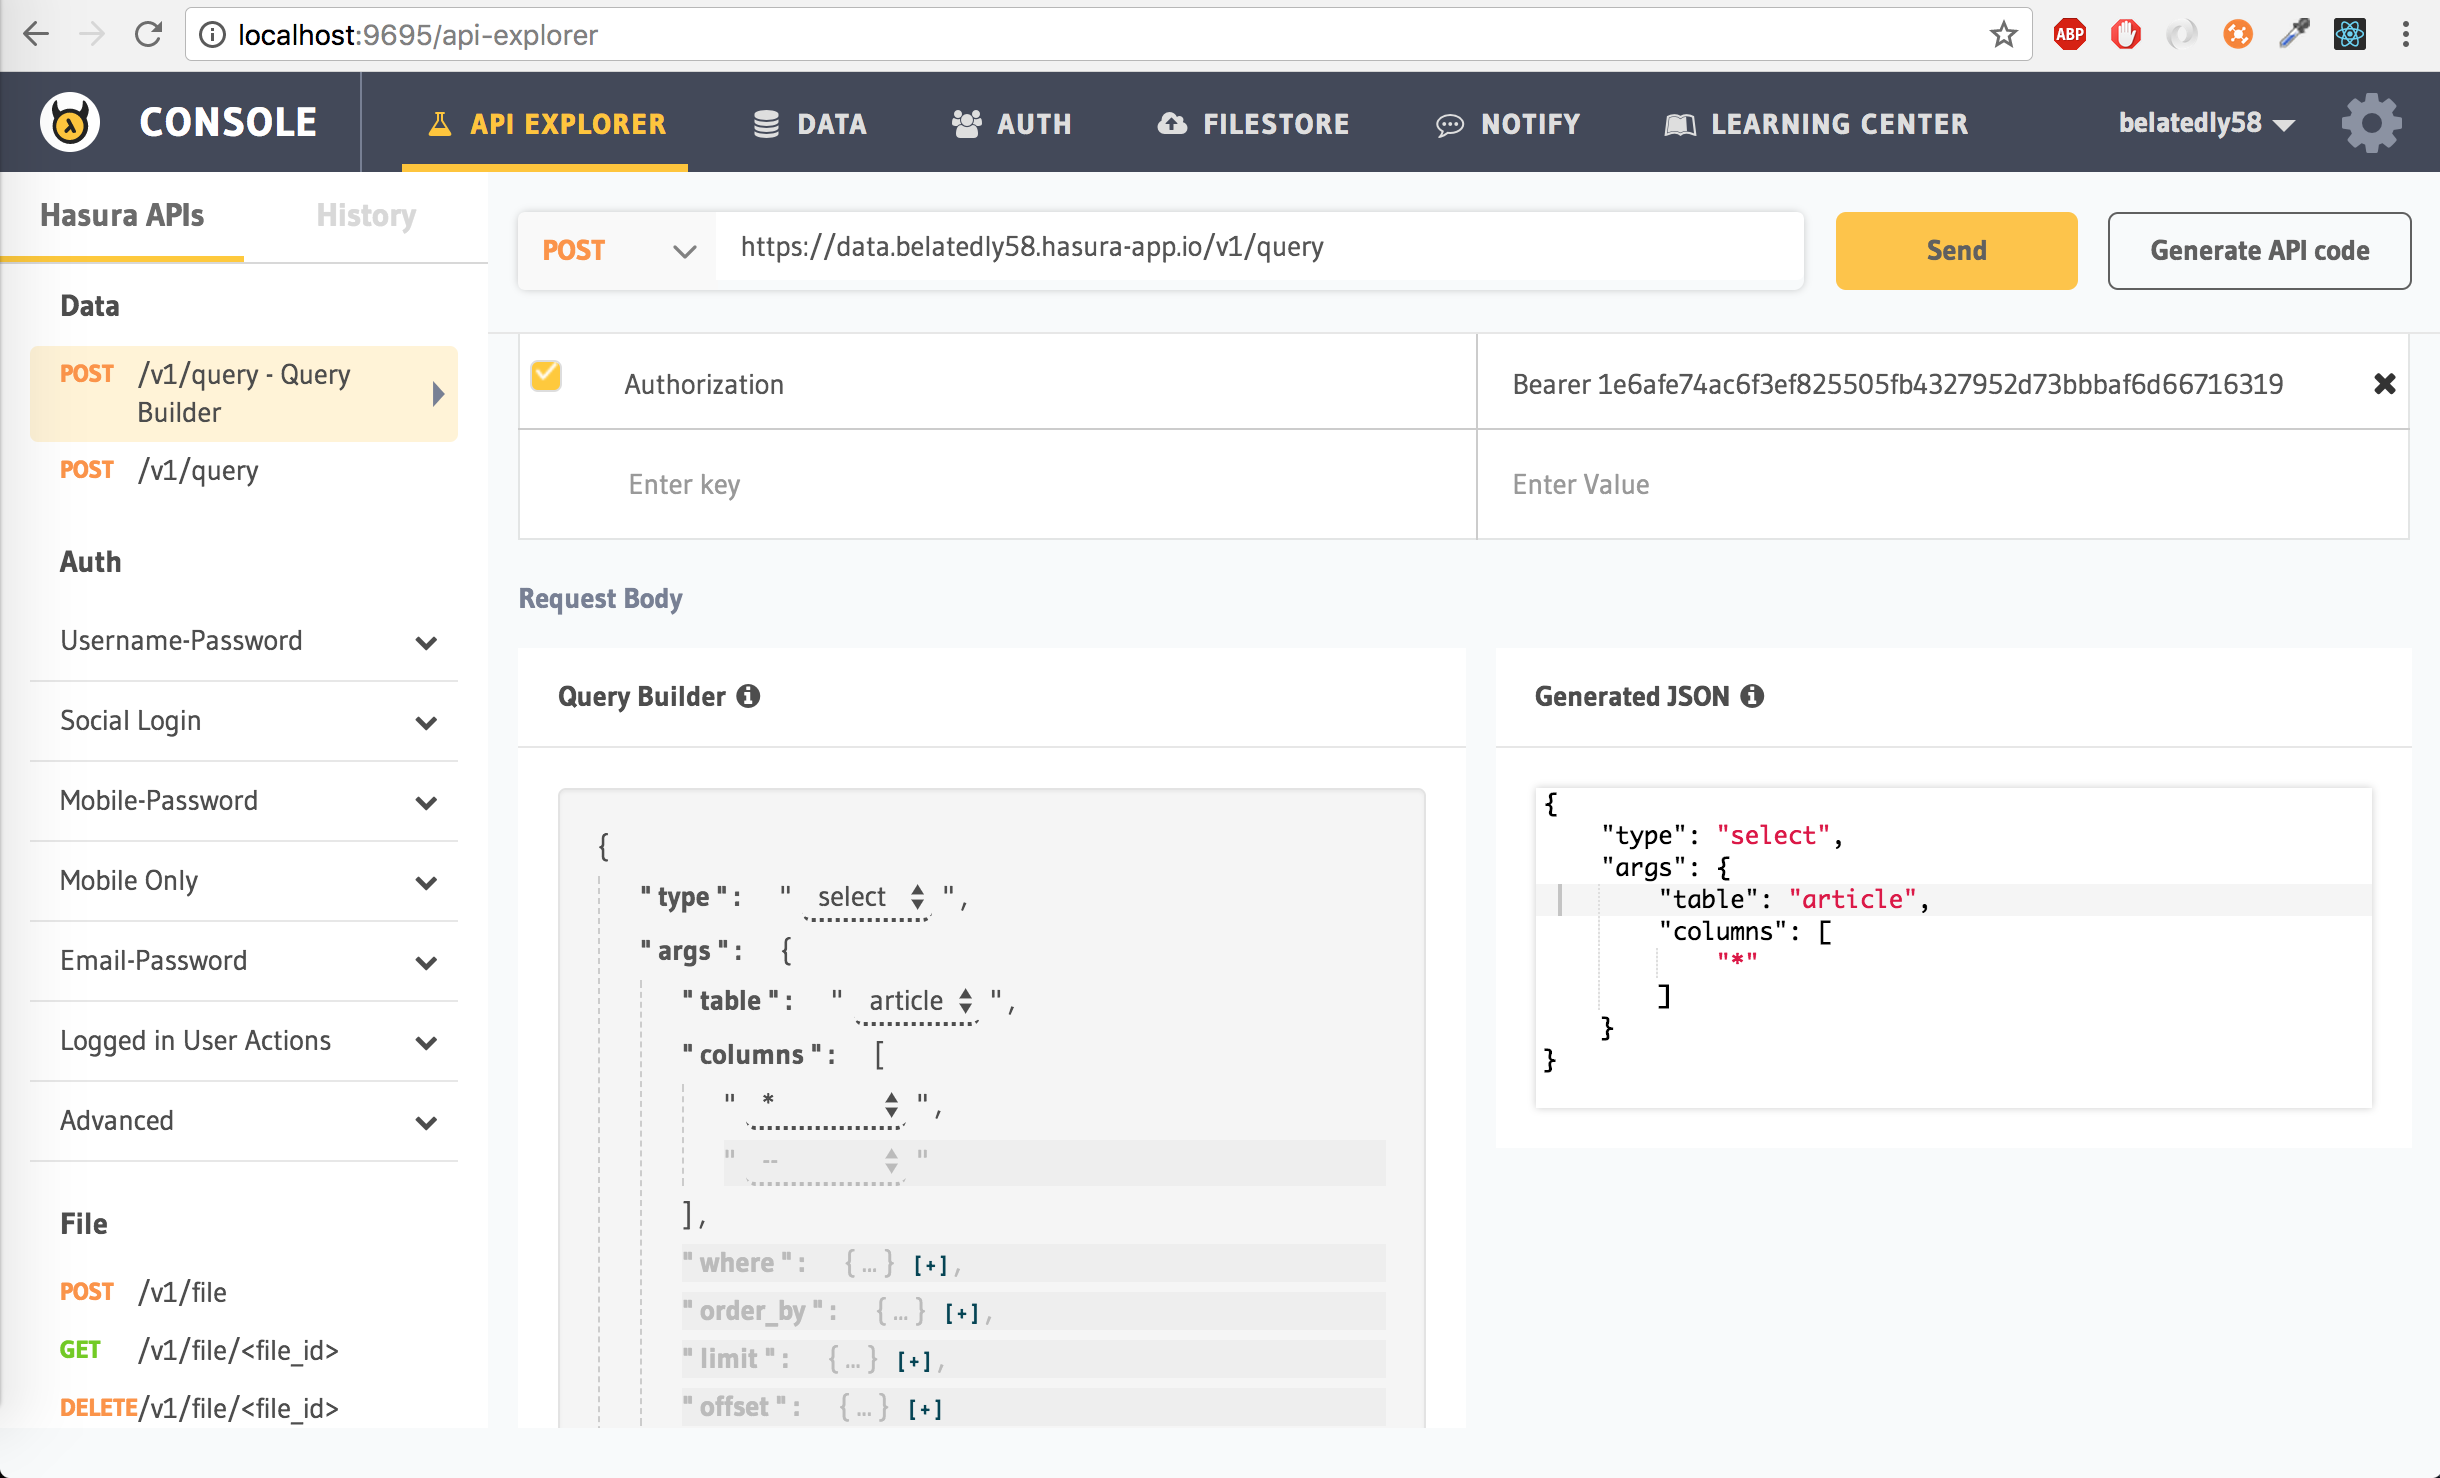 localhost:9695/api-explorer
ABP
CONSOLE
API EXPLORER
DATA
AUTH
FILESTORE
NOTIFY
LEARNING CENTER
belatedly58
Hasura APIs
History
POST
https://data.belatedly58.hasura-app.io/v1/query
Send
Generate API code
Data
POST /v1/query - Query
Builder
POST /v1/query
Auth
Username-Password
Social Login
Mobile-Password
Mobile Only
Email-Password
Logged in User Actions
Advanced
File
POST /v1/file
GET /v1/file/<file_id>
DELETE /v1/file/<file_id>
Authorization
Bearer 1e6afe74ac6f3ef825505fb4327952d73bbbaf6d66716319
Enter key
Enter Value
Request Body
Query Builder
{
"type": "select",
"args": {
"table": "article",
"columns": [
"*",
"--"
],
"where": {...} [+],
"order_by": {...} [+],
"limit": {...} [+],
"offset": {...} [+]
Generated JSON
{
"type": "select",
"args": {
"table": "article",
"columns": [
"*"
]
}
}